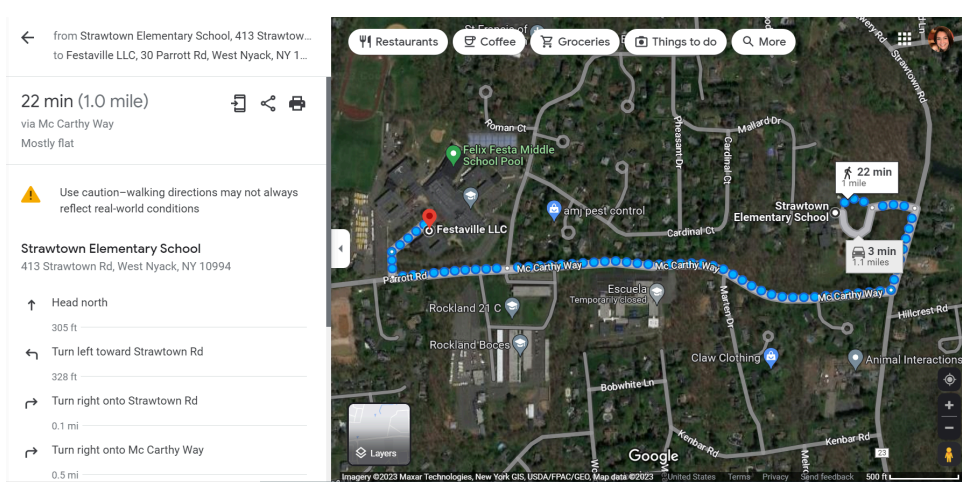 from Strawtown Elementary School, 413 Strawtow...
to Festaville LLC, 30 Parrott Rd, West Nyack, NY 1...
22 min (1.0 mile)
via Mc Carthy Way
Mostly flat
Use caution–walking directions may not always
reflect real-world conditions
Strawtown Elementary School
413 Strawtown Rd, West Nyack, NY 10994
Head north
305 ft
Turn left toward Strawtown Rd
328 ft
Turn right onto Strawtown Rd
0.1 mi
Turn right onto Mc Carthy Way
0.5 mi
St Francis of
Restaurants
Coffee
Groceries
Things to do
More
Strawtown Rd
Roman Ct
Mallard Dr
Pheasant Dr
Cardinal Ct
Felix Festa Middle
School Pool
22 min
1 mile
Strawtown
Elementary School
amj pest control
Festaville LLC
Cardinal Ct
3 min
1.1 miles
Parrott Rd
Mc Carthy Way
Mc Carthy Way
Mc Carthy Way
Escuela
Temporarily closed
Rockland 21 C
Marten Dr
Hillcrest Rd
Rockland Boces
Claw Clothing
Animal Interactions
Bobwhite Ln
Kenbar Rd
Kenbar Rd
23
Layers
Google
Imagery ©2023 Maxar Technologies, New York GIS, USDA/FPAC/GEO, Map data ©2023
United States
Terms
Privacy
Send feedback
500 ft